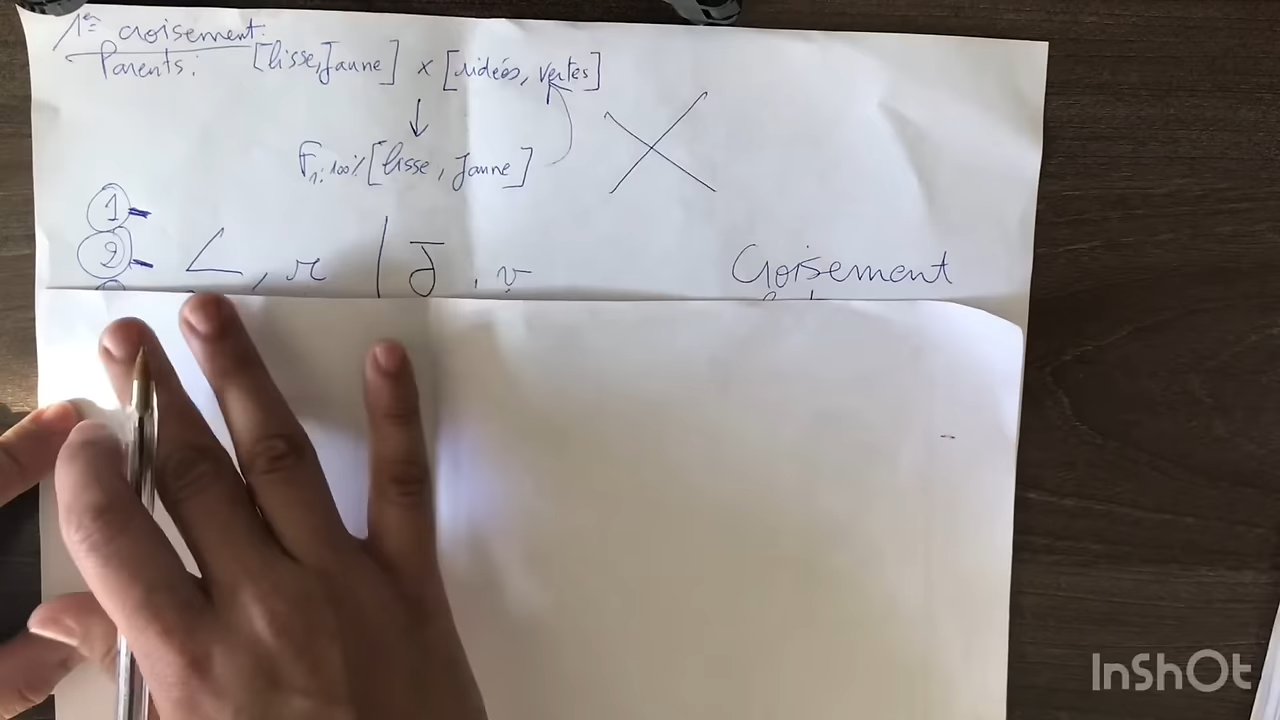 1er croisement:
Parents: [lisse, Jaune] x [ridées, vertes]
↓
F1: 100% [lisse, Jaune]
1-
2- L, r | J, v
Croisement
InShOt